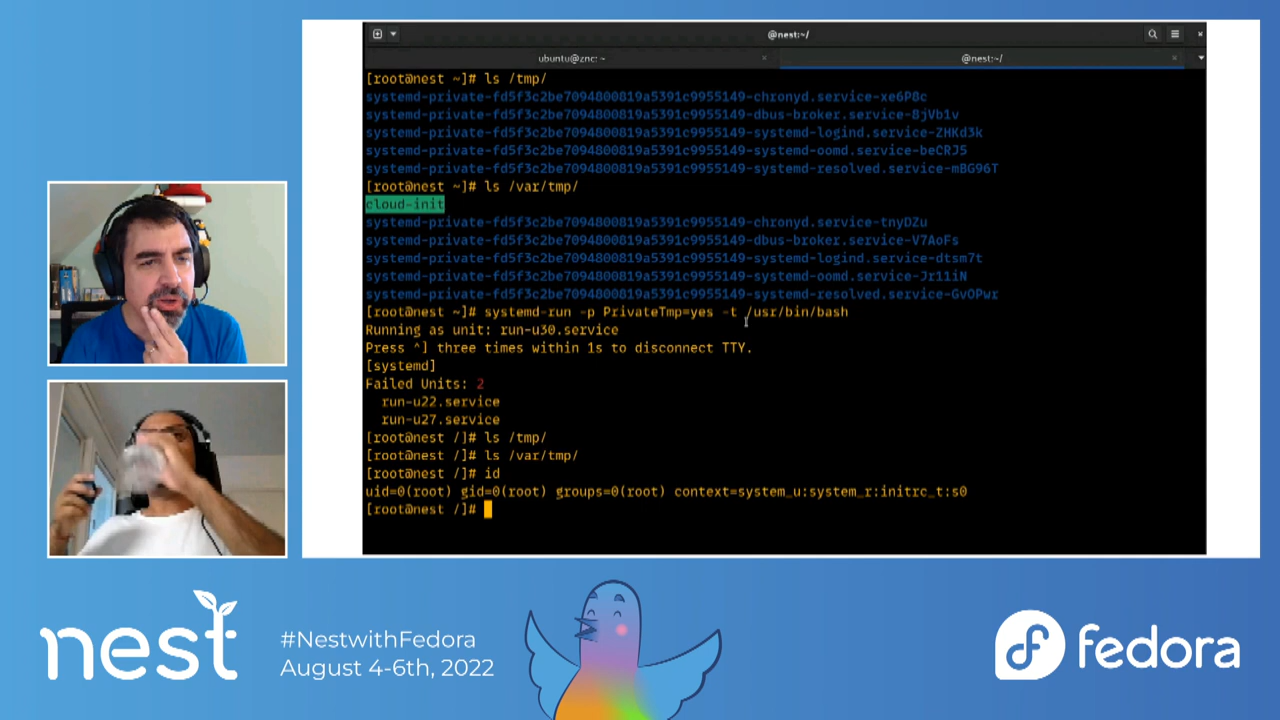 @nest:~/
ubuntu@znc: ~
@nest:~/
[root@nest ~]# ls /tmp/
systemd-private-fd5f3c2be7094800819a5391c9955149-chronyd.service-xe6P8c
systemd-private-fd5f3c2be7094800819a5391c9955149-dbus-broker.service-8jVb1v
systemd-private-fd5f3c2be7094800819a5391c9955149-systemd-logind.service-ZHKd3k
systemd-private-fd5f3c2be7094800819a5391c9955149-systemd-oomd.service-beCRJ5
systemd-private-fd5f3c2be7094800819a5391c9955149-systemd-resolved.service-mBG96T
[root@nest ~]# ls /var/tmp/
cloud-init
systemd-private-fd5f3c2be7094800819a5391c9955149-chronyd.service-tnyDZu
systemd-private-fd5f3c2be7094800819a5391c9955149-dbus-broker.service-V7AoFs
systemd-private-fd5f3c2be7094800819a5391c9955149-systemd-logind.service-dtsm7t
systemd-private-fd5f3c2be7094800819a5391c9955149-systemd-oomd.service-Jr11iN
systemd-private-fd5f3c2be7094800819a5391c9955149-systemd-resolved.service-GvOPwr
[root@nest ~]# systemd-run -p PrivateTmp=yes -t /usr/bin/bash
Running as unit: run-u30.service
Press ^] three times within 1s to disconnect TTY.
[systemd]
Failed Units: 2
run-u22.service
run-u27.service
[root@nest /]# ls /tmp/
[root@nest /]# ls /var/tmp/
[root@nest /]# id
uid=0(root) gid=0(root) groups=0(root) context=system_u:system_r:initrc_t:s0
[root@nest /]#
nest
#NestwithFedora
August 4-6th, 2022
fedora